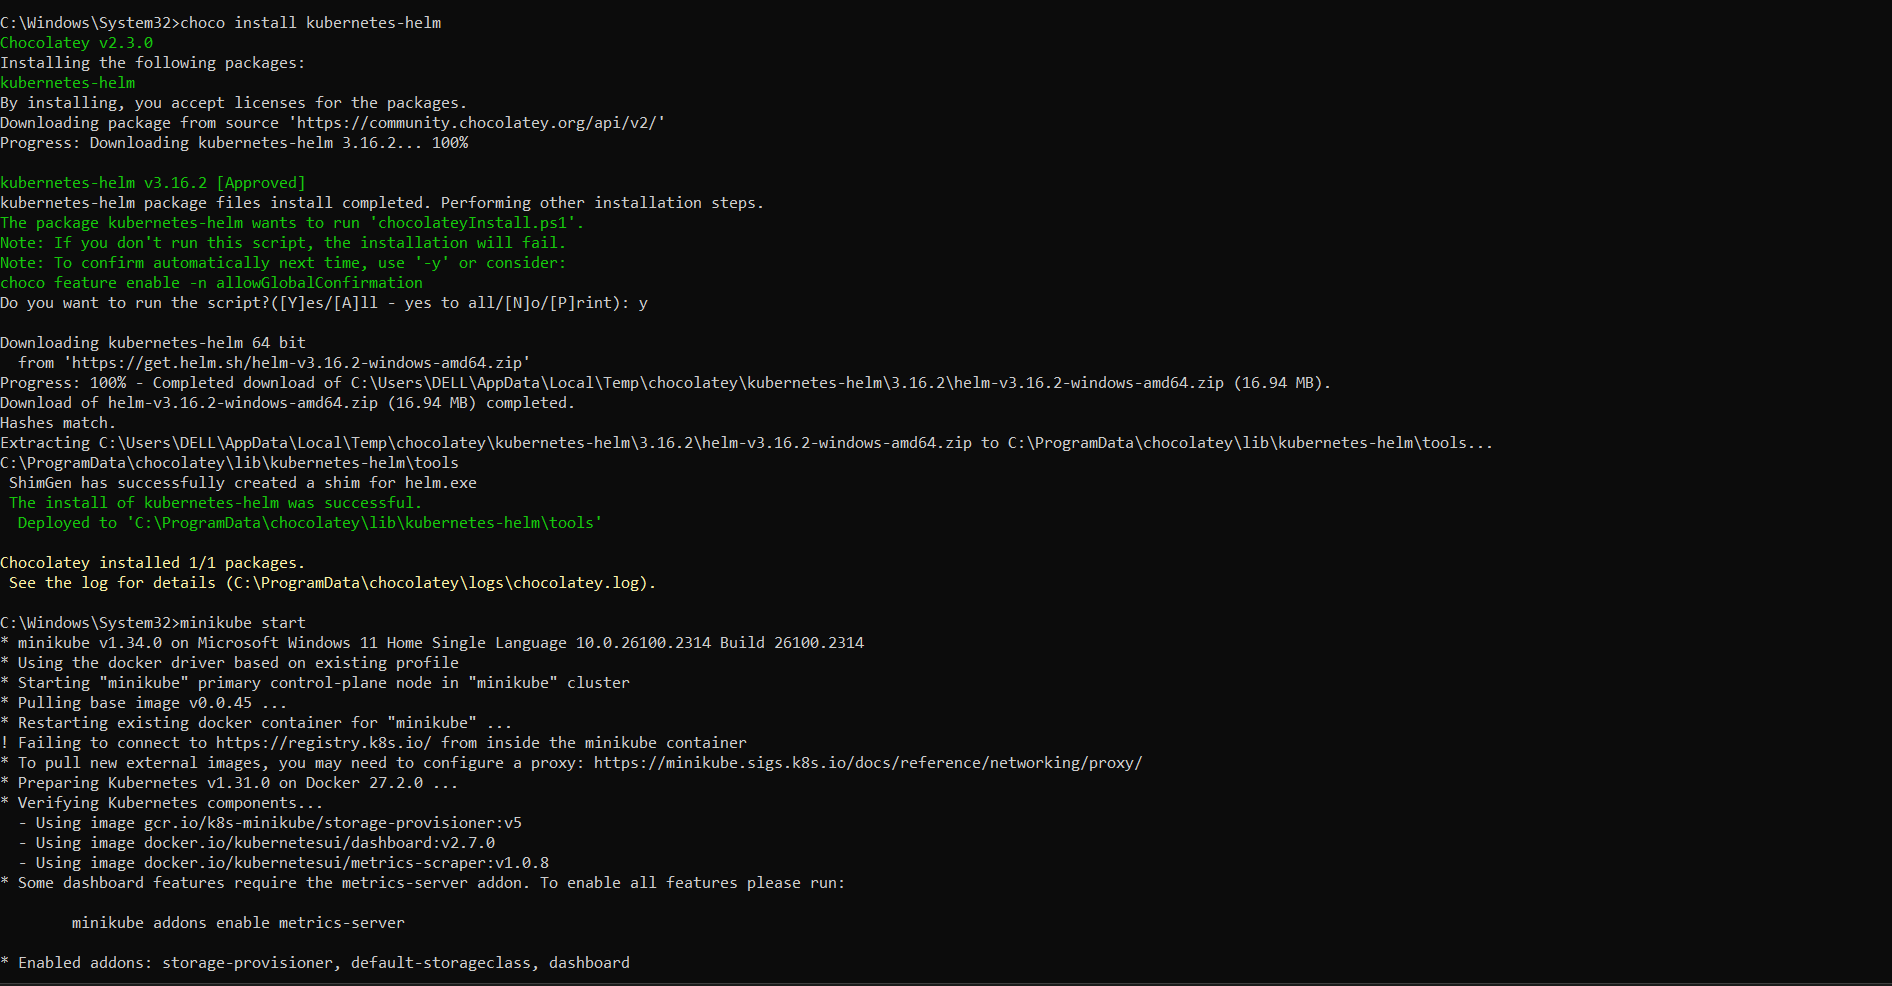 C:\Windows\System32>choco install kubernetes-helm
Chocolatey v2.3.0
Installing the following packages:
kubernetes-helm
By installing, you accept licenses for the packages.
Downloading package from source 'https://community.chocolatey.org/api/v2/'
Progress: Downloading kubernetes-helm 3.16.2... 100%

kubernetes-helm v3.16.2 [Approved]
kubernetes-helm package files install completed. Performing other installation steps.
The package kubernetes-helm wants to run 'chocolateyInstall.ps1'.
Note: If you don't run this script, the installation will fail.
Note: To confirm automatically next time, use '-y' or consider:
choco feature enable -n allowGlobalConfirmation
Do you want to run the script?([Y]es/[A]ll - yes to all/[N]o/[P]rint): y

Downloading kubernetes-helm 64 bit
  from 'https://get.helm.sh/helm-v3.16.2-windows-amd64.zip'
Progress: 100% - Completed download of C:\Users\DELL\AppData\Local\Temp\chocolatey\kubernetes-helm\3.16.2\helm-v3.16.2-windows-amd64.zip (16.94 MB).
Download of helm-v3.16.2-windows-amd64.zip (16.94 MB) completed.
Hashes match.
Extracting C:\Users\DELL\AppData\Local\Temp\chocolatey\kubernetes-helm\3.16.2\helm-v3.16.2-windows-amd64.zip to C:\ProgramData\chocolatey\lib\kubernetes-helm\tools...
C:\ProgramData\chocolatey\lib\kubernetes-helm\tools
 ShimGen has successfully created a shim for helm.exe
 The install of kubernetes-helm was successful.
  Deployed to 'C:\ProgramData\chocolatey\lib\kubernetes-helm\tools'

Chocolatey installed 1/1 packages.
 See the log for details (C:\ProgramData\chocolatey\logs\chocolatey.log).

C:\Windows\System32>minikube start
* minikube v1.34.0 on Microsoft Windows 11 Home Single Language 10.0.26100.2314 Build 26100.2314
* Using the docker driver based on existing profile
* Starting "minikube" primary control-plane node in "minikube" cluster
* Pulling base image v0.0.45 ...
* Restarting existing docker container for "minikube" ...
! Failing to connect to https://registry.k8s.io/ from inside the minikube container
* To pull new external images, you may need to configure a proxy: https://minikube.sigs.k8s.io/docs/reference/networking/proxy/
* Preparing Kubernetes v1.31.0 on Docker 27.2.0 ...
* Verifying Kubernetes components...
  - Using image gcr.io/k8s-minikube/storage-provisioner:v5
  - Using image docker.io/kubernetesui/dashboard:v2.7.0
  - Using image docker.io/kubernetesui/metrics-scraper:v1.0.8
* Some dashboard features require the metrics-server addon. To enable all features please run:

        minikube addons enable metrics-server

* Enabled addons: storage-provisioner, default-storageclass, dashboard